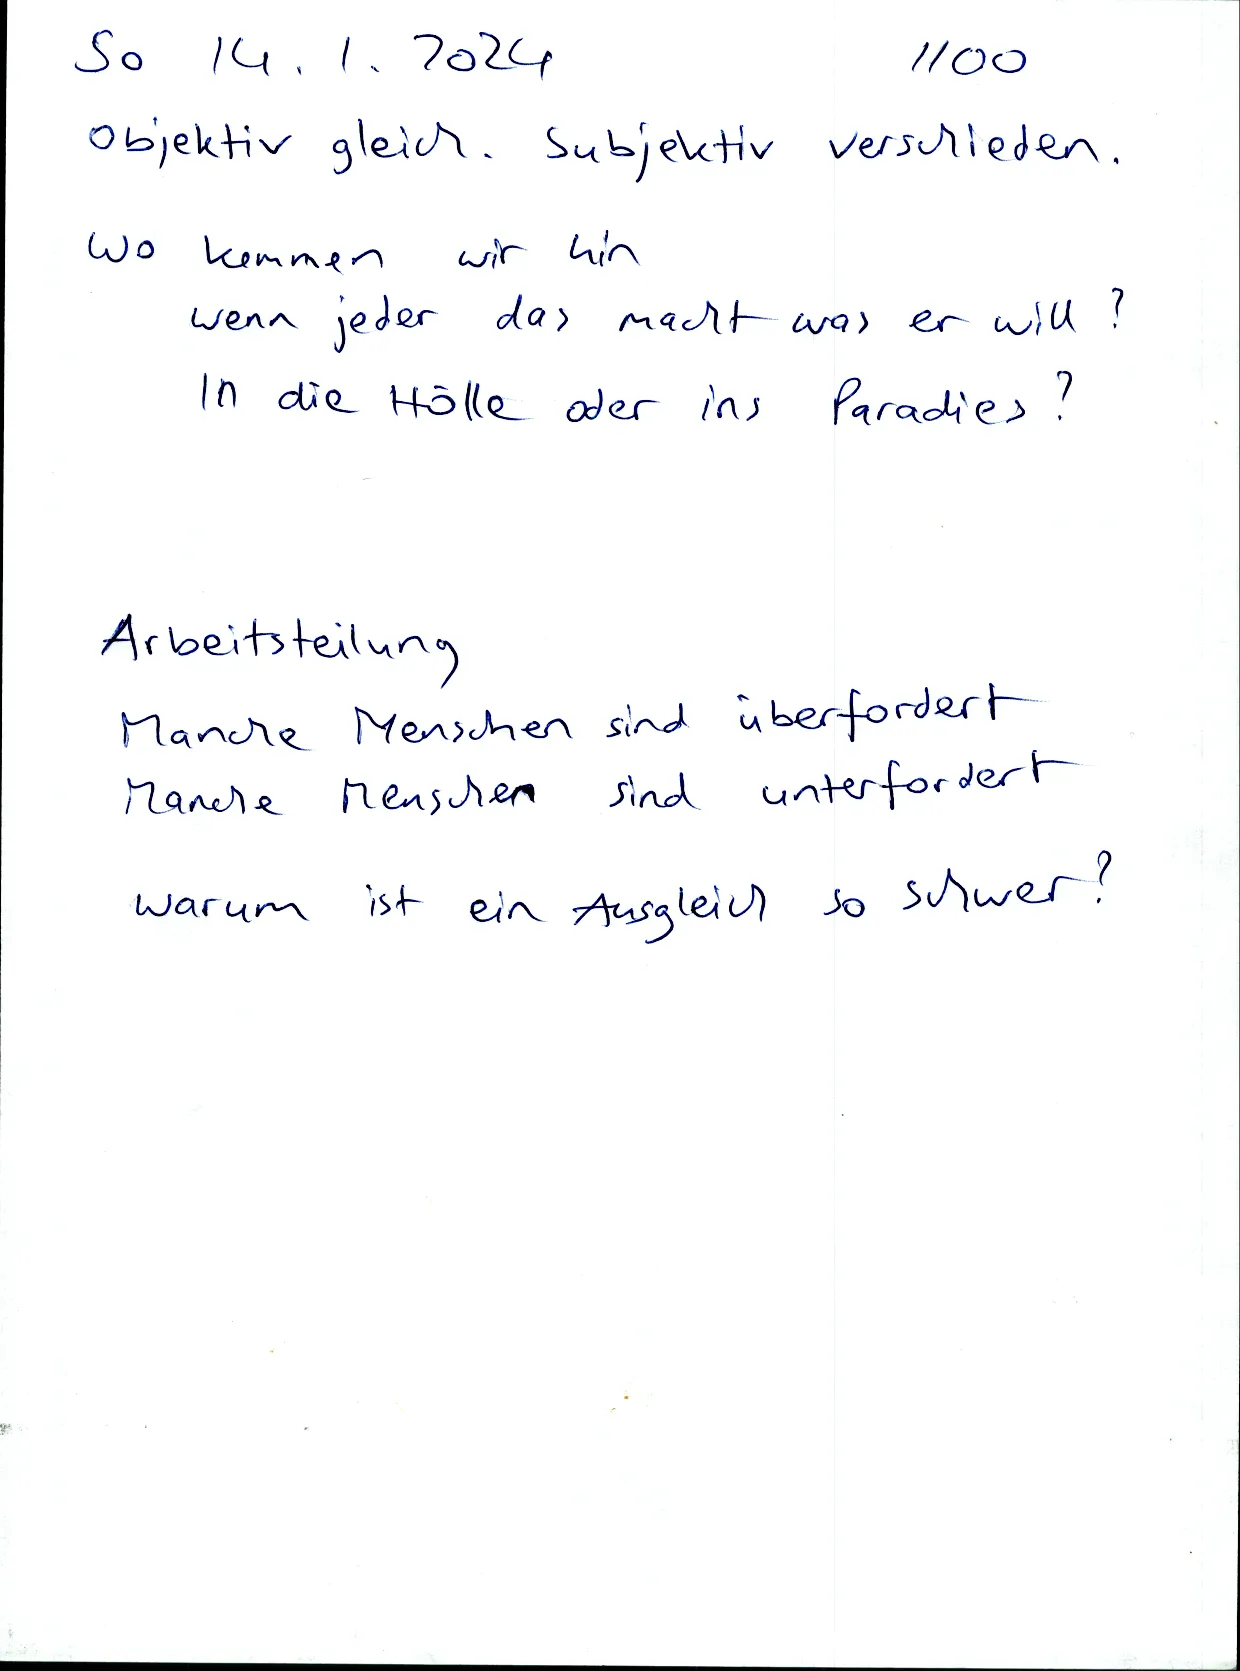 So 14.1.2024 1100
Objektiv gleich. Subjektiv verschieden.
Wo kommen wir hin
wenn jeder das macht was er will?
In die Hölle oder ins Paradies?
Arbeitsteilung
Manche Menschen sind überfordert
Manche Menschen sind unterfordert
Warum ist ein Ausgleich so schwer?